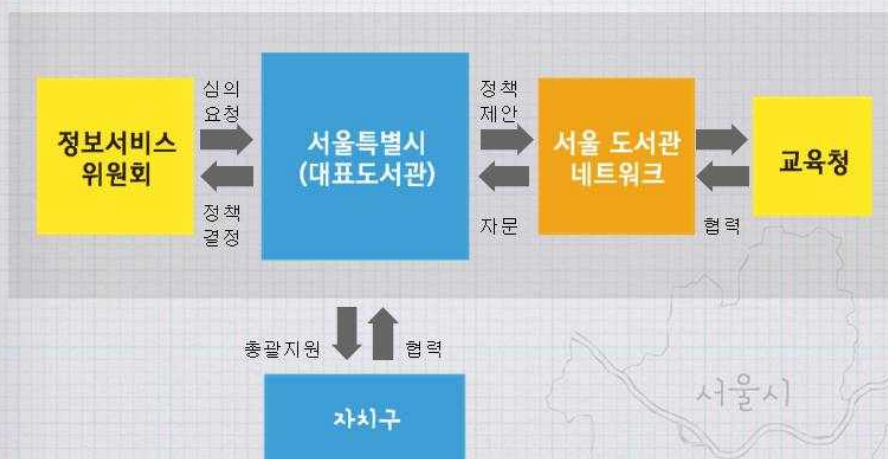 심의
요청
정보서비스
위원회
정책
결정
서울특별시
(대표도서관)
정책
제안
자문
서울 도서관
네트워크
협력
교육청
총괄지원
협력
자치구
서울시